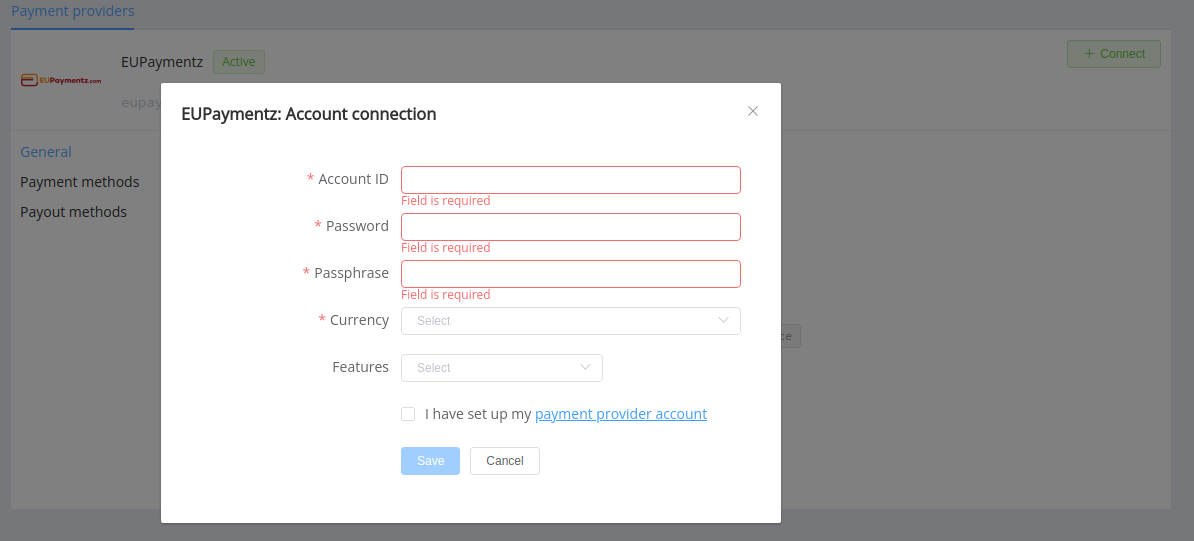 Payment providers
EUPaymentz Active
+ Connect
EUPaymentz.com
eupay
EUPaymentz: Account connection
General
Payment methods
Payout methods
* Account ID
Field is required
* Password
Field is required
* Passphrase
Field is required
* Currency Select
Features Select
I have set up my payment provider account
Save Cancel